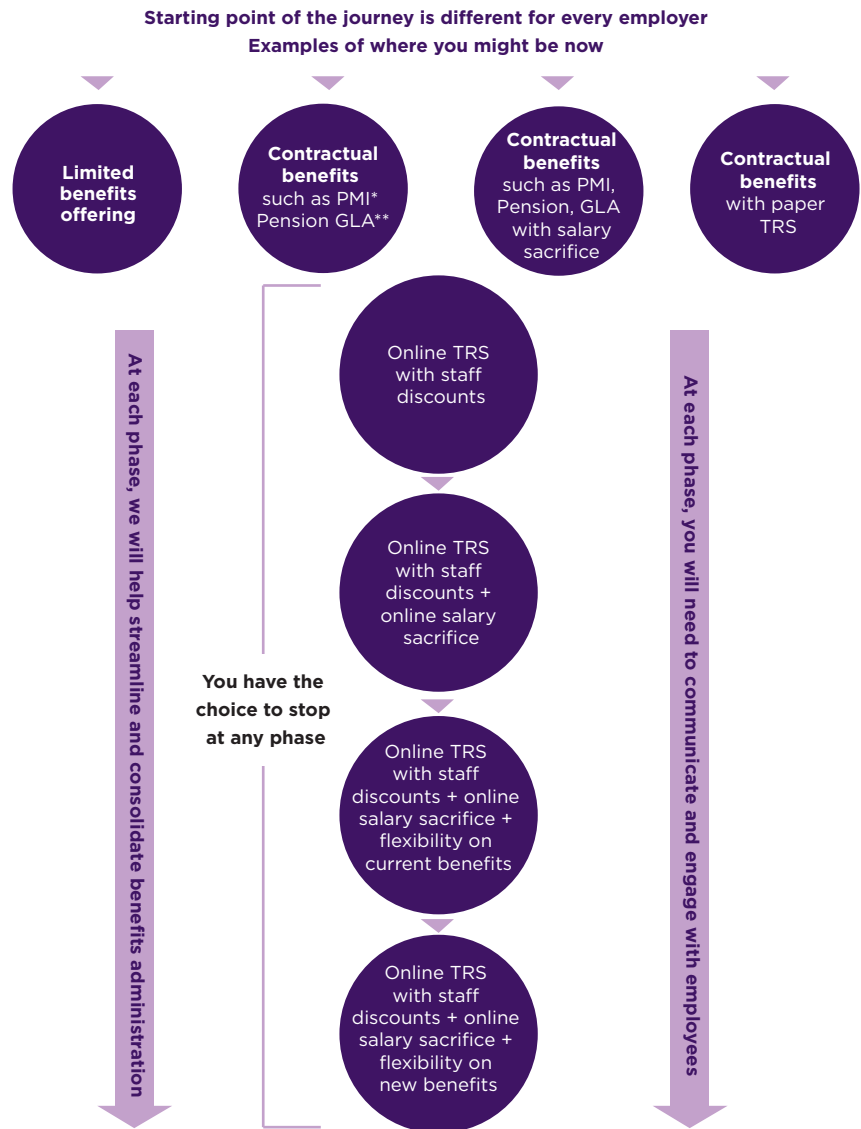 Starting point of the journey is different for every employer
Examples of where you might be now
Limited
benefits
offering
Contractual
benefits
such as PMI*
Pension GLA**
Contractual
benefits
such as PMI,
Pension, GLA
with salary
sacrifice
Contractual
benefits
with paper
TRS
At each phase, we will help streamline and consolidate benefits administration
You have the
choice to stop
at any phase
Online TRS
with staff
discounts
Online TRS
with staff
discounts +
online salary
sacrifice
Online TRS
with staff
discounts + online
salary sacrifice +
flexibility on
current benefits
Online TRS
with staff
discounts + online
salary sacrifice +
flexibility on
new benefits
At each phase, you will need to communicate and engage with employees